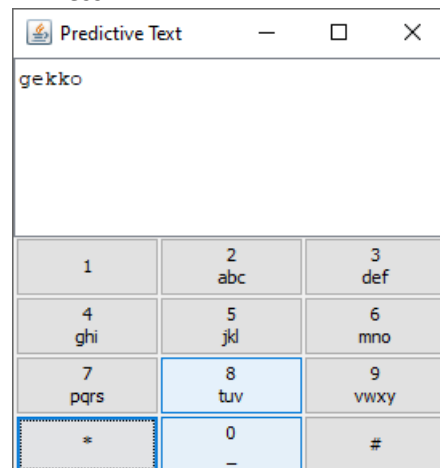 Predictive Text
gekko
1 2 3
abc def
4 5 6
ghi jkl mno
7 8 9
pqrs tuv vwxy
* 0 #
_